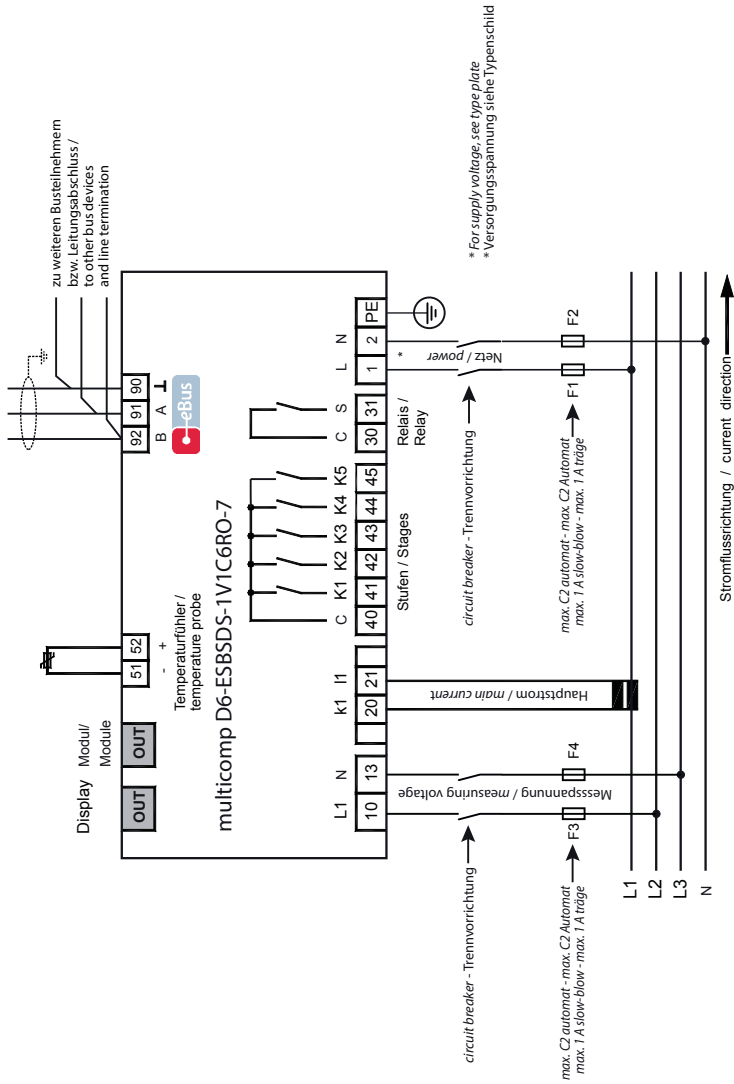 zu weiteren Busteilnehmern
bzw. Leitungsabschluss /
to other bus devices
and line termination
Display
Modul/
Module
OUT
OUT
51
52
-
+
Temperaturfühler /
temperature probe
92
91
90
B
A
eBus
multicomp D6-ESBSDS-1V1C6RO-7
L1
N
k1
l1
C
K1
K2
K3
K4
K5
C
S
L
N
10
13
20
21
40
41
42
43
44
45
30
31
1
2
PE
Stufen / Stages
Relais /
Relay
*
Messspannung / measuring voltage
Hauptstrom / main current
Netz / power
circuit breaker - Trennvorrichtung
circuit breaker - Trennvorrichtung
* For supply voltage, see type plate
* Versorgungsspannung siehe Typenschild
F3
F4
F1
F2
max. C2 automat - max. C2 Automat
max. 1 A slow-blow - max. 1 A träge
max. C2 automat - max. C2 Automat
max. 1 A slow-blow - max. 1 A träge
L1
L2
L3
N
Stromflussrichtung / current direction